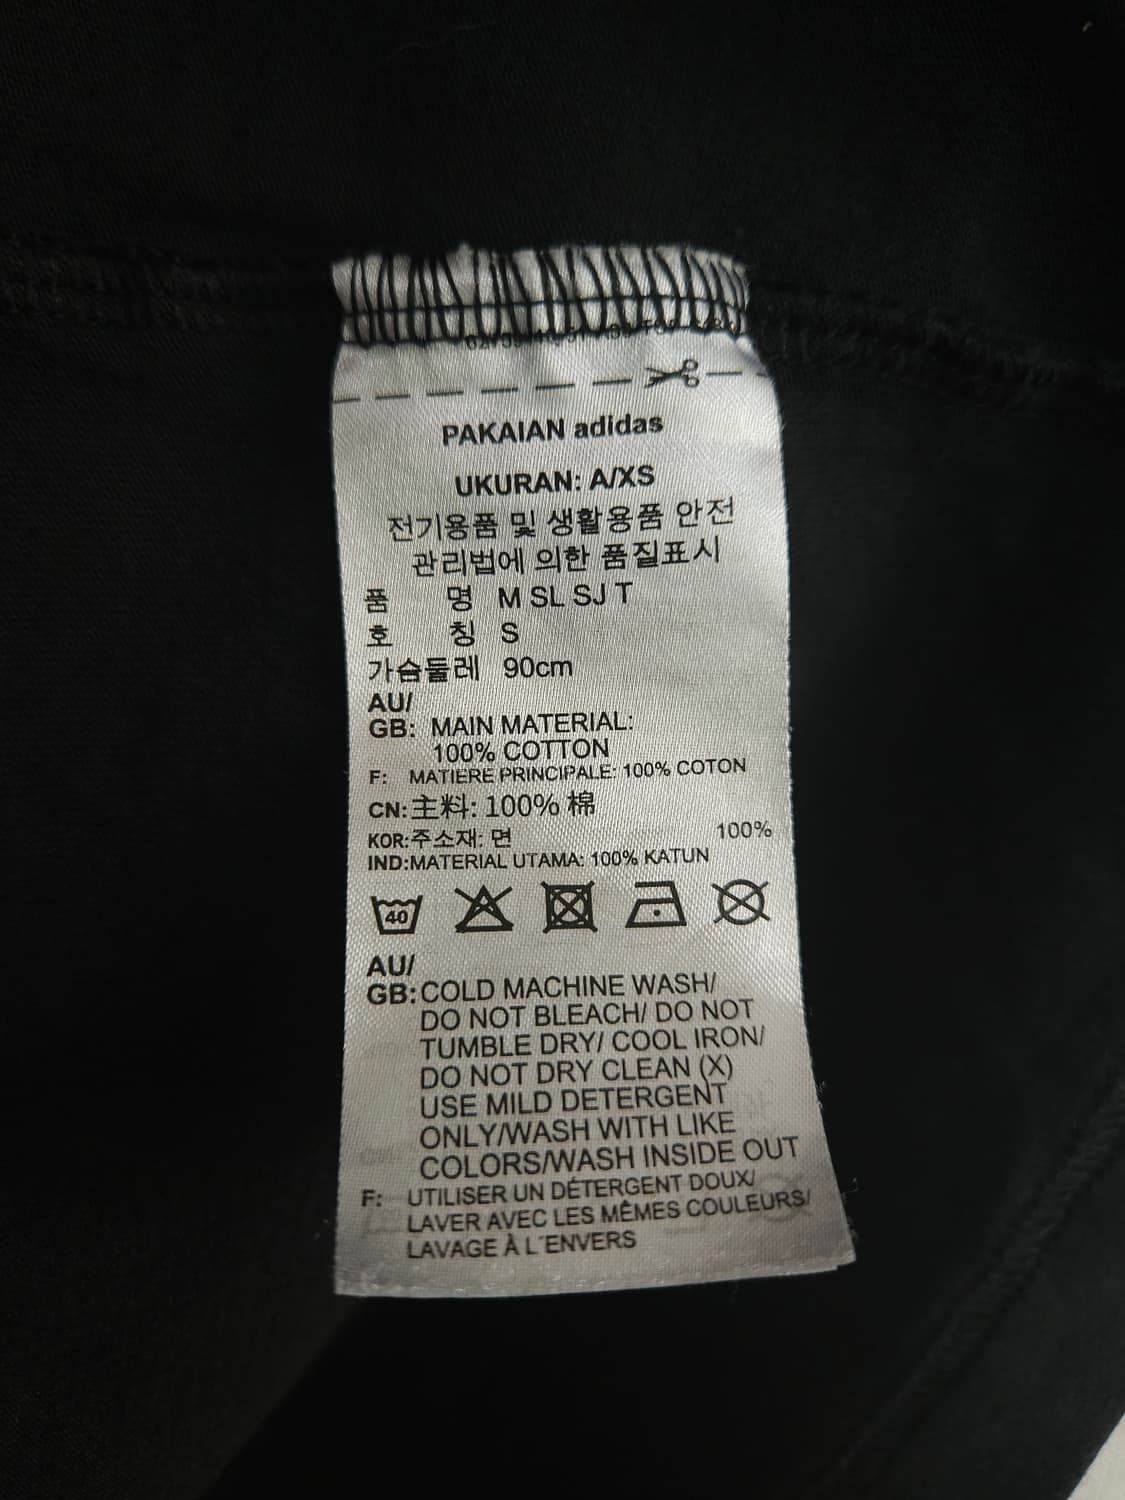 PAKAIAN adidas
UKURAN: A/XS
전기용품 및 생활용품 안전
관리법에 의한 품질표시
품 명 M SL SJ T
호 칭 S
가슴둘레 90cm
AU/
GB: MAIN MATERIAL:
100% COTTON
F: MATIERE PRINCIPALE: 100% COTON
CN:主料: 100% 棉
KOR:주소재: 면 100%
IND:MATERIAL UTAMA: 100% KATUN
40
AU/
GB:COLD MACHINE WASH/
DO NOT BLEACH/ DO NOT
TUMBLE DRY/ COOL IRON/
DO NOT DRY CLEAN (X)
USE MILD DETERGENT
ONLY/WASH WITH LIKE
COLORS/WASH INSIDE OUT
F: UTILISER UN DÉTERGENT DOUX/
LAVER AVEC LES MÊMES COULEURS/
LAVAGE À L´ENVERS